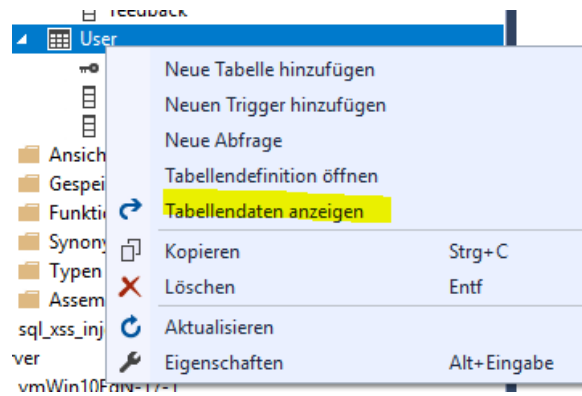 feedback
User
Neue Tabelle hinzufügen
Neuen Trigger hinzufügen
Neue Abfrage
Ansich
Tabellendefinition öffnen
Gespei
Tabellendaten anzeigen
Funkti
Synony
Kopieren Strg+C
Typen
Löschen Entf
Assem
sql_xss_inj
Aktualisieren
ver
Eigenschaften Alt+Eingabe